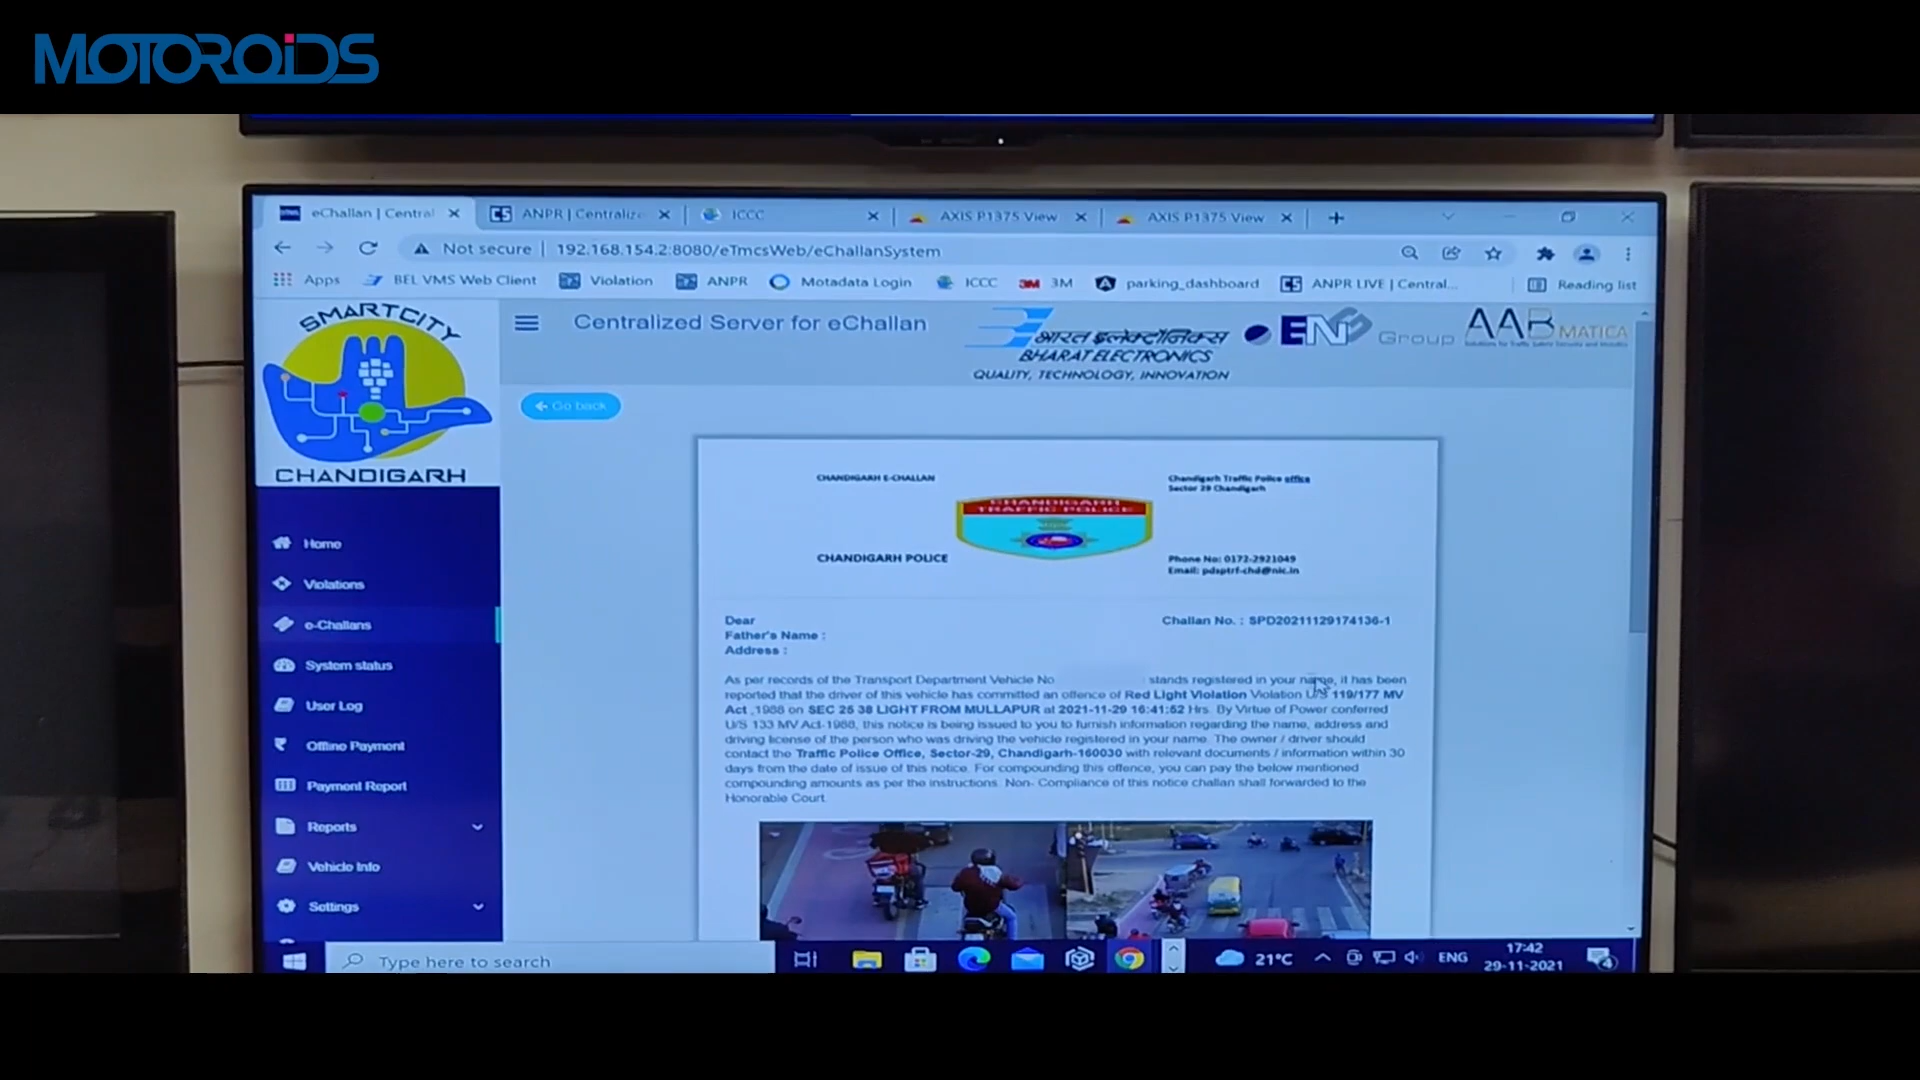 MOTOROiDS
eChallan | Central
ANPR | Centralize
ICCC
AXIS P1375 View
AXIS P1375 View
Not secure | 192.168.154.2:8080/eTmcsWeb/eChallanSystem
Apps
BEL VMS Web Client
Violation
ANPR
Motadata Login
ICCC
3M 3M
parking_dashboard
CS ANPR LIVE | Central...
Reading list
SMARTCITY
CHANDIGARH
Centralized Server for eChallan
भारत इलेक्ट्रॉनिक्स
BHARAT ELECTRONICS
QUALITY, TECHNOLOGY, INNOVATION
ENS Group
AABMATICA
Go back
Home
Violations
e-Challans
System status
User Log
Offline Payment
Payment Report
Reports
Vehicle Info
Settings
CHANDIGARH E-CHALLAN
Chandigarh Traffic Police office
Sector 29 Chandigarh
CHANDIGARH
TRAFFIC POLICE
CHANDIGARH POLICE
Phone No: 0172-2921049
Email: pdsptrf-chd@nic.in
Dear
Challan No. : SPD20211129174136-1
Father's Name :
Address :
As per records of the Transport Department Vehicle No stands registered in your name, it has been
reported that the driver of this vehicle has committed an offence of Red Light Violation Violation U/S 119/177 MV
Act ,1988 on SEC 25 38 LIGHT FROM MULLAPUR at 2021-11-29 16:41:52 Hrs. By Virtue of Power conferred
U/S 133 MV Act-1988, this notice is being issued to you to furnish information regarding the name, address and
driving license of the person who was driving the vehicle registered in your name. The owner / driver should
contact the Traffic Police Office, Sector-29, Chandigarh-160030 with relevant documents / information within 30
days from the date of issue of this notice. For compounding this offence, you can pay the below mentioned
compounding amounts as per the instructions. Non- Compliance of this notice challan shall forwarded to the
Honorable Court
Type here to search
21°C
ENG
17:42
29-11-2021
4